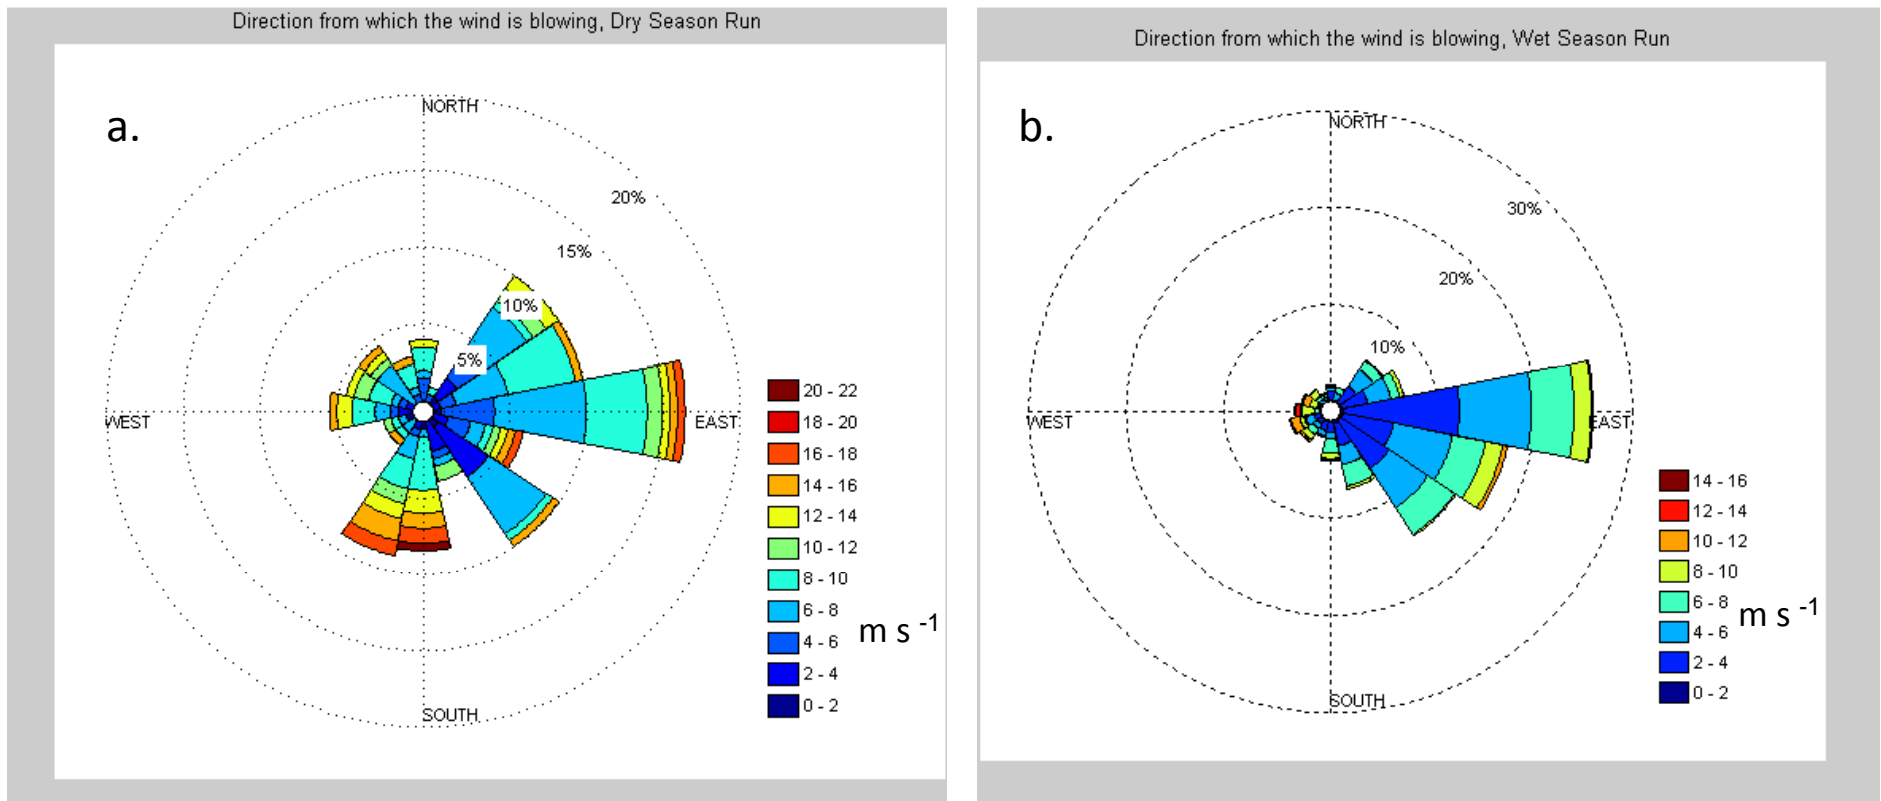 Direction from which the wind is blowing, Dry Season Run
a.
NORTH
20%
15%
10%
5%
WEST
EAST
SOUTH
20 - 22
18 - 20
16 - 18
14 - 16
12 - 14
10 - 12
8 - 10
6 - 8
4 - 6
2 - 4
0 - 2
m s -1
Direction from which the wind is blowing, Wet Season Run
b.
NORTH
30%
20%
10%
WEST
EAST
SOUTH
14 - 16
12 - 14
10 - 12
8 - 10
6 - 8
4 - 6
2 - 4
0 - 2
m s -1